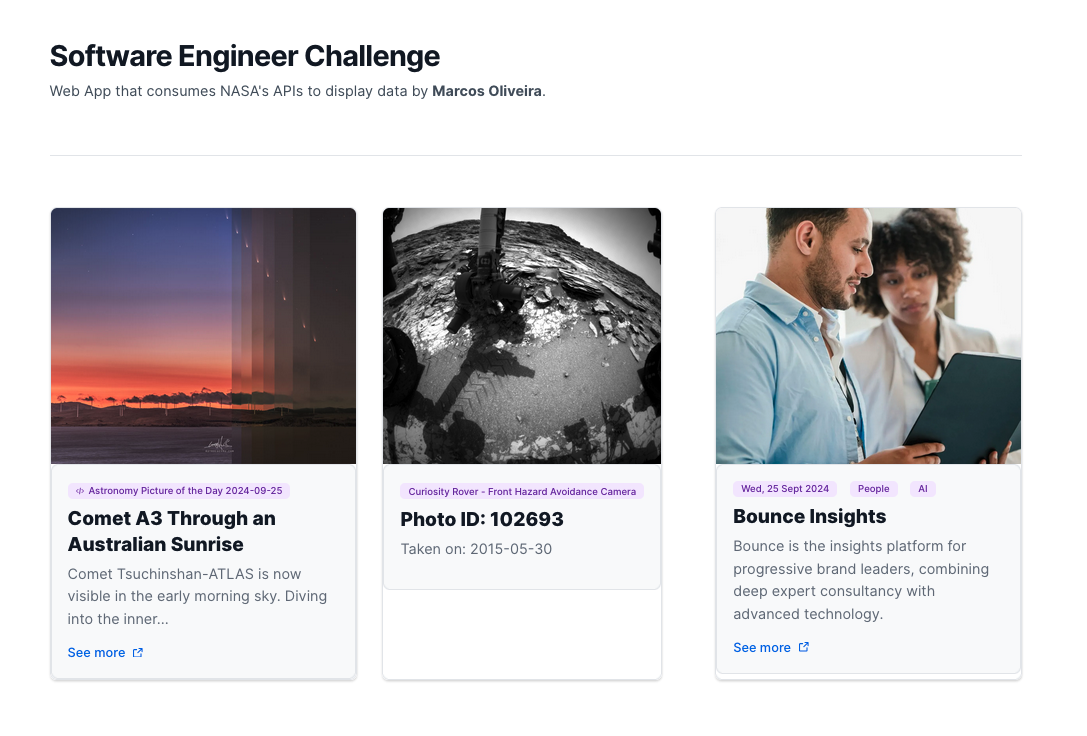 Software Engineer Challenge
Web App that consumes NASA's APIs to display data by Marcos Oliveira.
Astronomy Picture of the Day 2024-09-25
Comet A3 Through an
Australian Sunrise
Comet Tsuchinshan-ATLAS is now
visible in the early morning sky. Diving
into the inner...
See more
Curiosity Rover - Front Hazard Avoidance Camera
Photo ID: 102693
Taken on: 2015-05-30
Wed, 25 Sept 2024 People AI
Bounce Insights
Bounce is the insights platform for
progressive brand leaders, combining
deep expert consultancy with
advanced technology.
See more